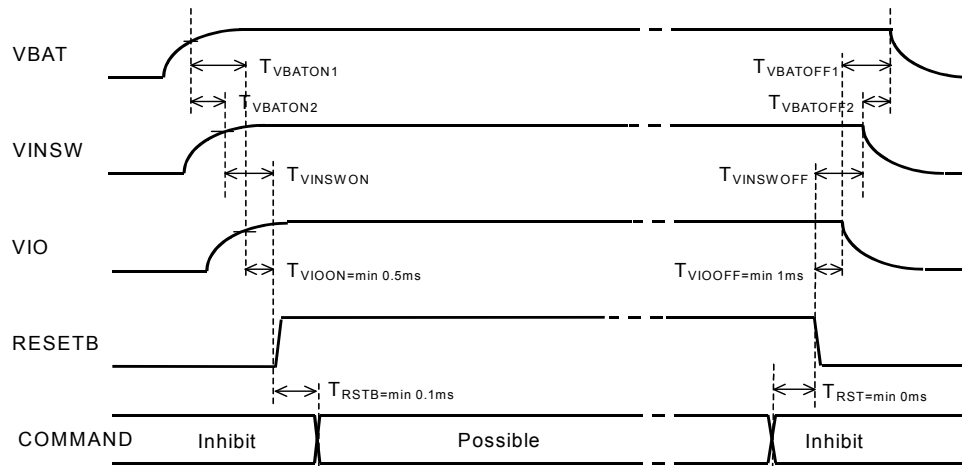 VBAT
TVBATON1
TVBATOFF1
TVBATON2
TVBATOFF2
VINSW
TVINSWON
TVINSWOFF
VIO
TVIOON=min 0.5ms
TVIOOFF=min 1ms
RESETB
TRSTB=min 0.1ms
TRST=min 0ms
COMMAND
Inhibit
Possible
Inhibit